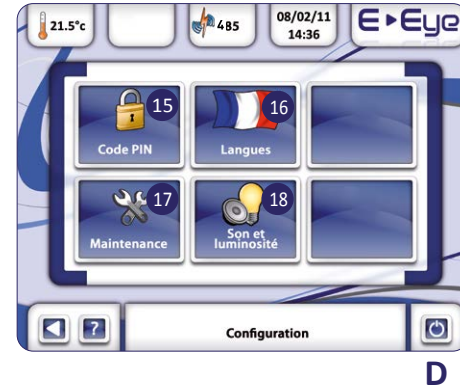 21.5°c
485
08/02/11
14:36
E▸Eye
15
16
Code PIN
Langues
17
18
Maintenance
Son et
luminosité
?
Configuration
D